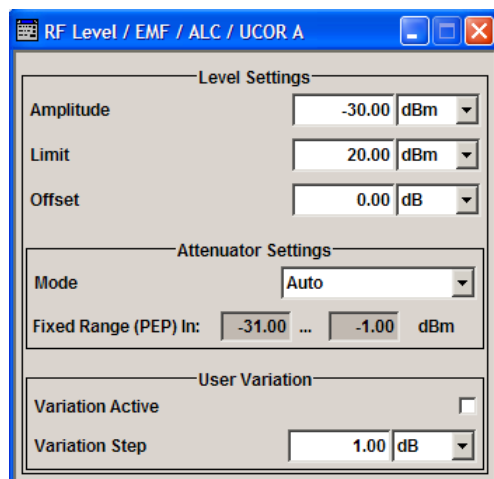 RF Level / EMF / ALC / UCOR A
Level Settings
Amplitude -30.00 dBm
Limit 20.00 dBm
Offset 0.00 dB
Attenuator Settings
Mode Auto
Fixed Range (PEP) In: -31.00 ... -1.00 dBm
User Variation
Variation Active
Variation Step 1.00 dB